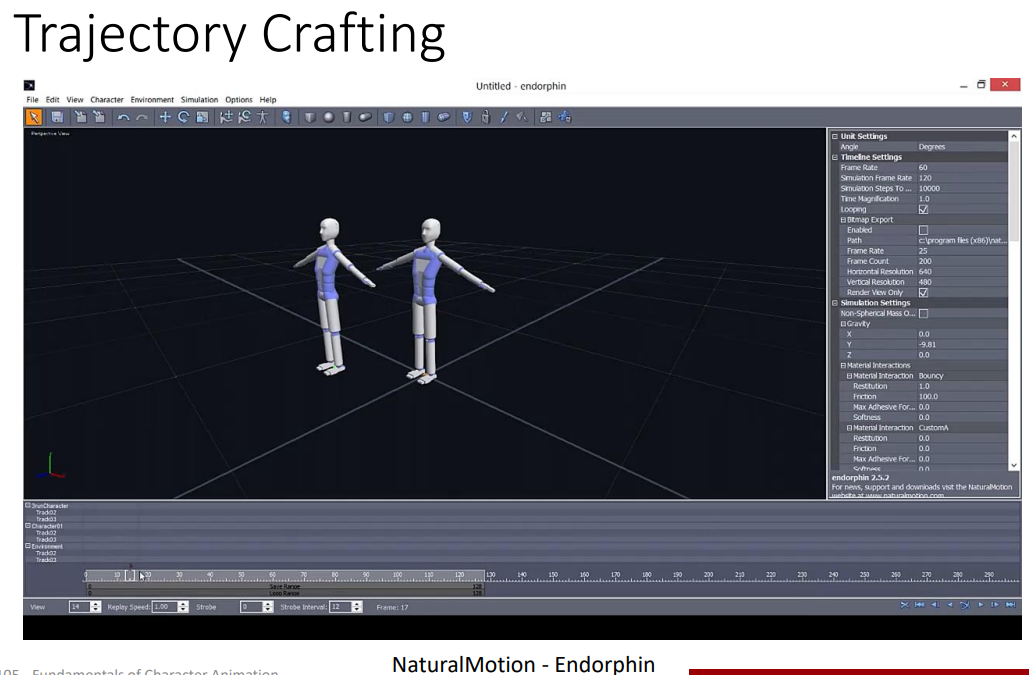 Trajectory Crafting
Untitled - endorphin
File Edit View Character Environment Simulation Options Help
Perspective View
Unit Settings
Angle Degrees
Timeline Settings
Frame Rate 60
Simulation Frame Rate 120
Simulation Steps To ... 10000
Time Magnification 1.0
Looping
Bitmap Export
Enabled
Path c:\program files (x86)\nat...
Frame Rate 25
Frame Count 200
Horizontal Resolution 640
Vertical Resolution 480
Render View Only
Simulation Settings
Non-Spherical Mass O...
Gravity
X 0.0
Y -9.81
Z 0.0
Material Interactions
Material Interaction Bouncy
Restitution 1.0
Friction 100.0
Max Adhesive For... 0.0
Softness 0.0
Material Interaction CustomA
Restitution 0.0
Friction 0.0
Max Adhesive For... 0.0
Softness 0.0
endorphin 2.5.2
For news, support and downloads visit the NaturalMotion
website at www.naturalmotion.com
Track02
Track03
Character01
Track02
Track03
Environment
Track02
Track03
0 10 20 30 40 50 60 70 80 90 100 110 120 130 140 150 160 170 180 190 200 210 220 230 240 250 260 270 280 290
0 Save Range 128
0 Loop Range 128
View 14 Replay Speed: 1.00 Strobe 0 Strobe Interval: 12 Frame: 17
NaturalMotion - Endorphin
105 - Fundamentals of Character Animation